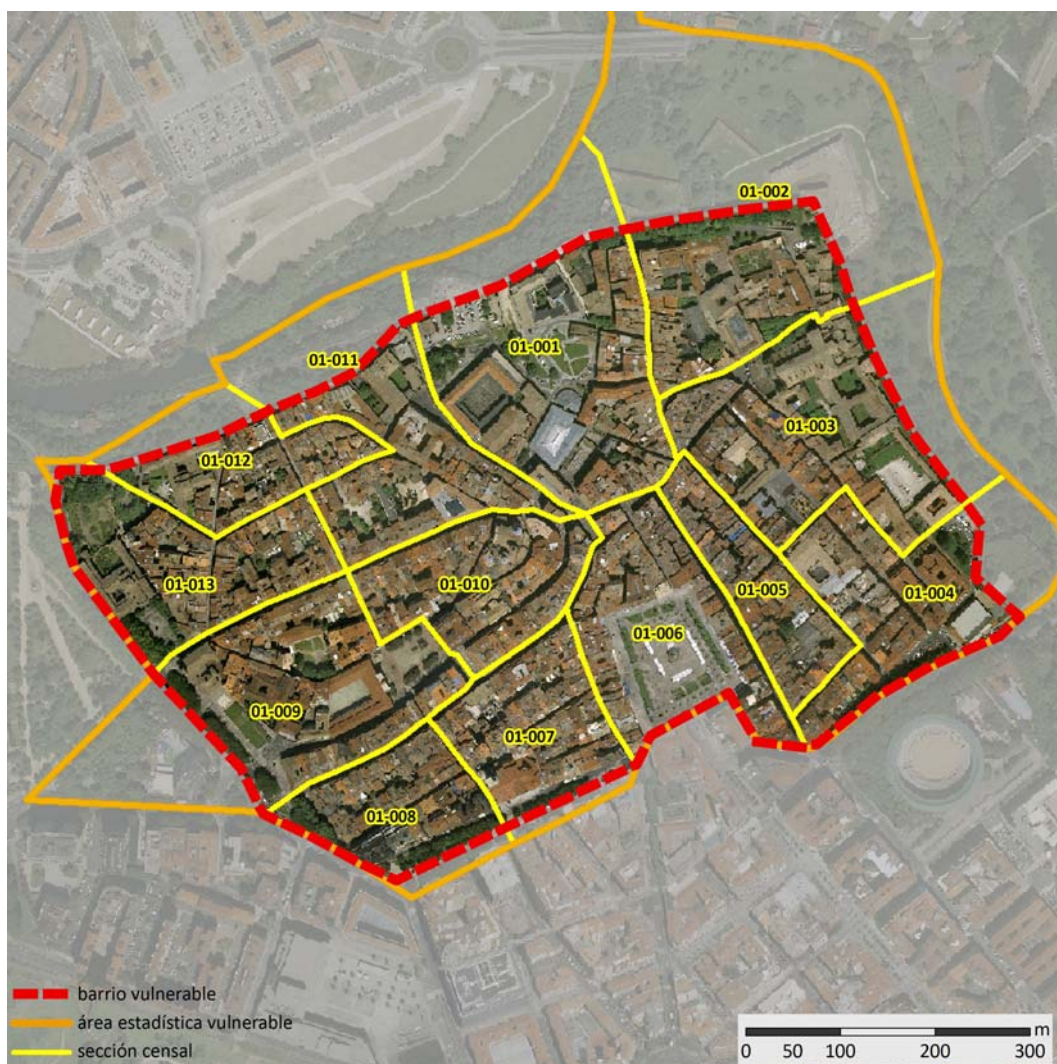 01-002
01-001
01-011
01-003
01-012
01-013
01-010
01-005
01-004
01-006
01-009
01-007
01-008
barrio vulnerable
área estadística vulnerable
sección censal
m
0 50 100 200 300